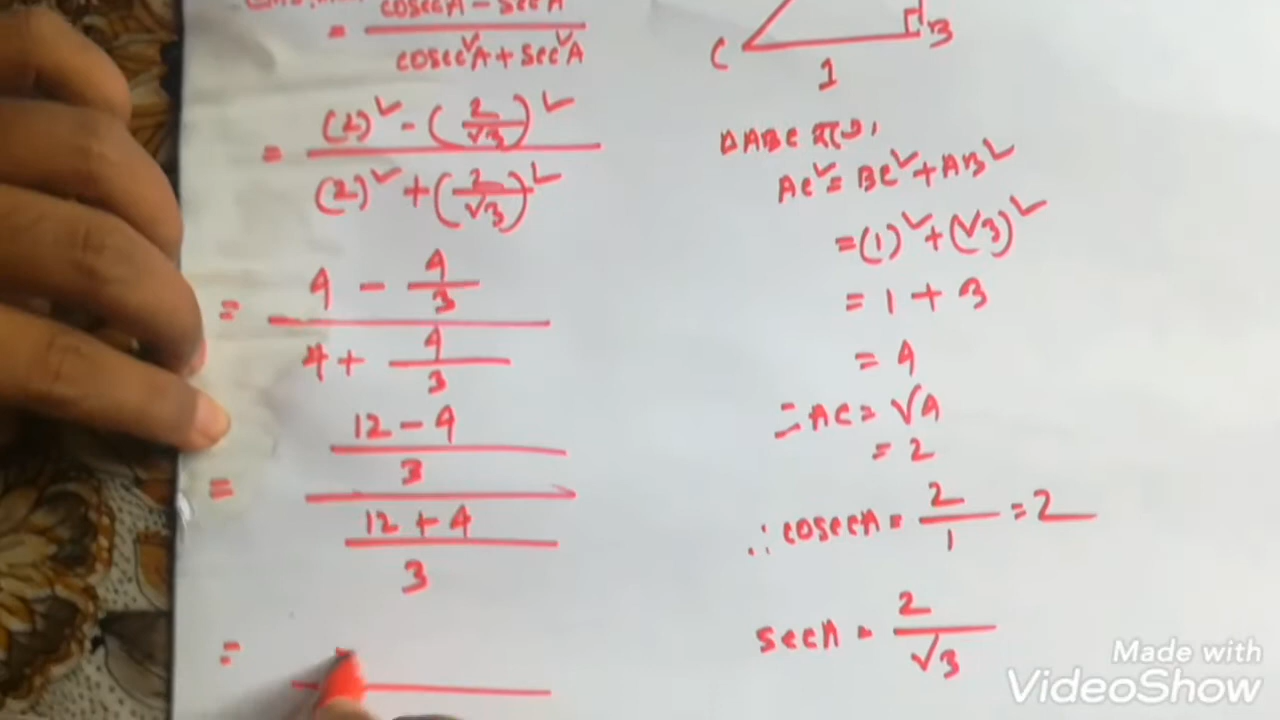 = cosec²A - sec²A / cosec²A + sec²A
= (2)² - (2/√3)² / (2)² + (2/√3)²
= 4 - 4/3 / 4 + 4/3
= 12 - 4 / 3 / 12 + 4 / 3
=
C
B
1
ΔABC হতে,
AC² = BC² + AB²
= (1)² + (√3)²
= 1 + 3
= 4
∴ AC = √4
= 2
∴ cosecA = 2/1 = 2
secA = 2/√3
Made with
VideoShow